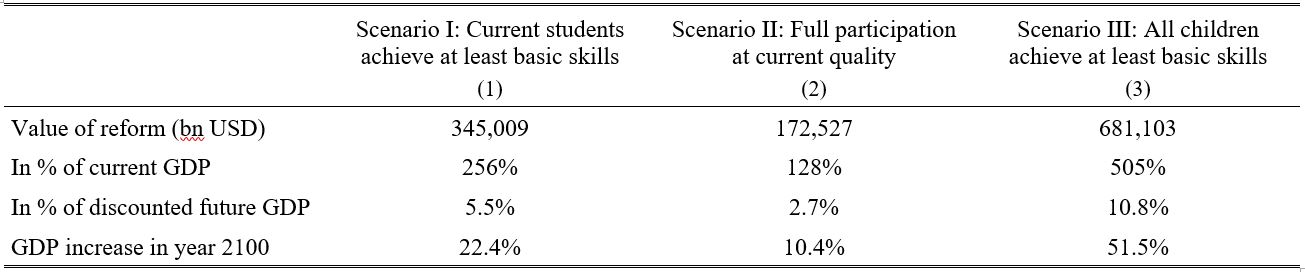 Scenario I: Current students achieve at least basic skills (1)
Scenario II: Full participation at current quality (2)
Scenario III: All children achieve at least basic skills (3)
Value of reform (bn USD) 345,009 172,527 681,103
In % of current GDP 256% 128% 505%
In % of discounted future GDP 5.5% 2.7% 10.8%
GDP increase in year 2100 22.4% 10.4% 51.5%